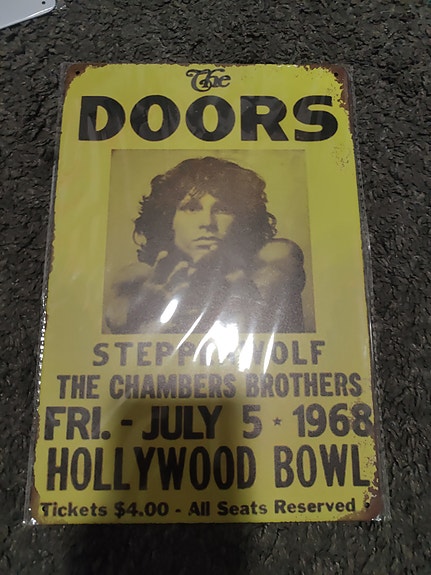 The
DOORS
STEPPENWOLF
THE CHAMBERS BROTHERS
FRI. - JULY 5 * 1968
HOLLYWOOD BOWL
Tickets $4.00 - All Seats Reserved